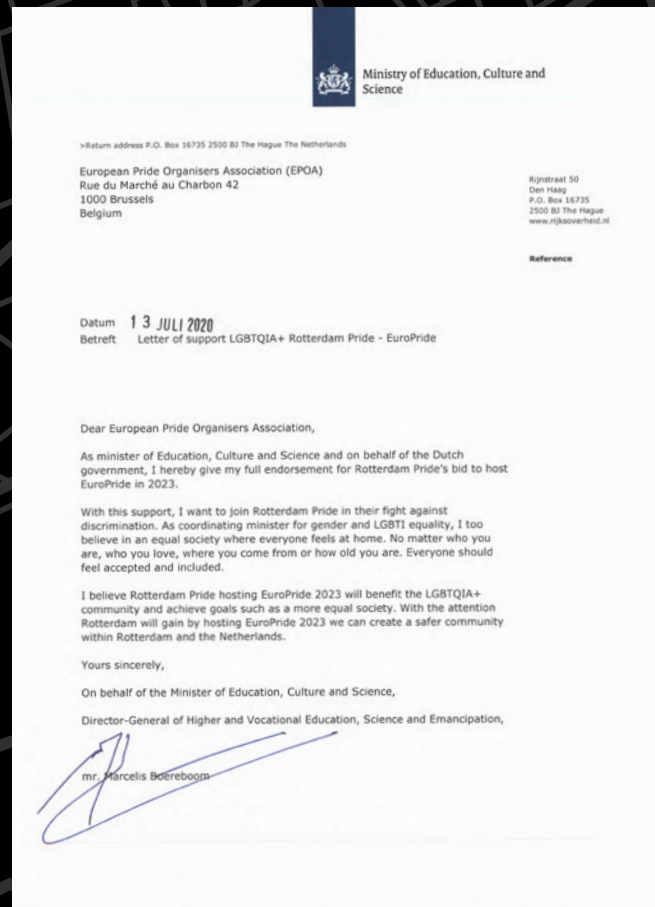 Ministry of Education, Culture and
Science
>Return address P.O. Box 16735 2500 BJ The Hague The Netherlands
European Pride Organisers Association (EPOA)
Rue du Marché au Charbon 42
1000 Brussels
Belgium
Rijnstraat 50
Den Haag
P.O. Box 16735
2500 BJ The Hague
www.rijksoverheid.nl
Reference
Datum 13 JULI 2020
Betreft Letter of support LGBTQIA+ Rotterdam Pride - EuroPride
Dear European Pride Organisers Association,
As minister of Education, Culture and Science and on behalf of the Dutch
government, I hereby give my full endorsement for Rotterdam Pride's bid to host
EuroPride in 2023.
With this support, I want to join Rotterdam Pride in their fight against
discrimination. As coordinating minister for gender and LGBTI equality, I too
believe in an equal society where everyone feels at home. No matter who you
are, who you love, where you come from or how old you are. Everyone should
feel accepted and included.
I believe Rotterdam Pride hosting EuroPride 2023 will benefit the LGBTQIA+
community and achieve goals such as a more equal society. With the attention
Rotterdam will gain by hosting EuroPride 2023 we can create a safer community
within Rotterdam and the Netherlands.
Yours sincerely,
On behalf of the Minister of Education, Culture and Science,
Director-General of Higher and Vocational Education, Science and Emancipation,
mr. Marcelis Boereboom